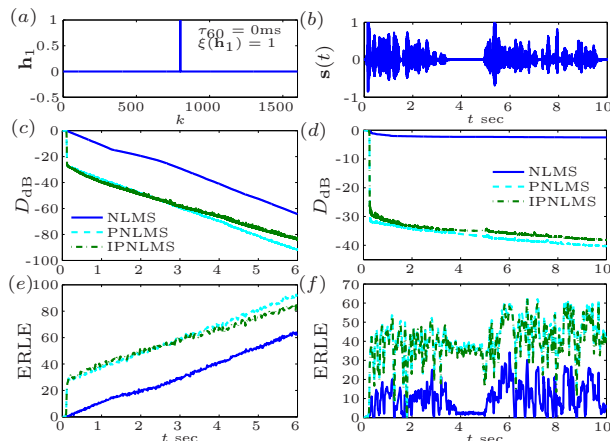 (a)
1
0.5
0
-0.5
h₁
τ₆₀ = 0ms
ξ(h₁) = 1
0 500 1000 1500
k
(b)
1
0
-1
s(t)
0 2 4 6 8 10
t sec
(c)
0
-20
-40
-60
-80
-100
D_dB
NLMS
PNLMS
IPNLMS
0 1 2 3 4 5 6
(d)
0
-10
-20
-30
-40
D_dB
NLMS
PNLMS
IPNLMS
0 2 4 6 8 10
(e)
100
80
60
40
20
0
ERLE
0 1 2 3 4 5 6
t sec
(f)
70
60
50
40
30
20
10
0
ERLE
0 2 4 6 8 10
t sec